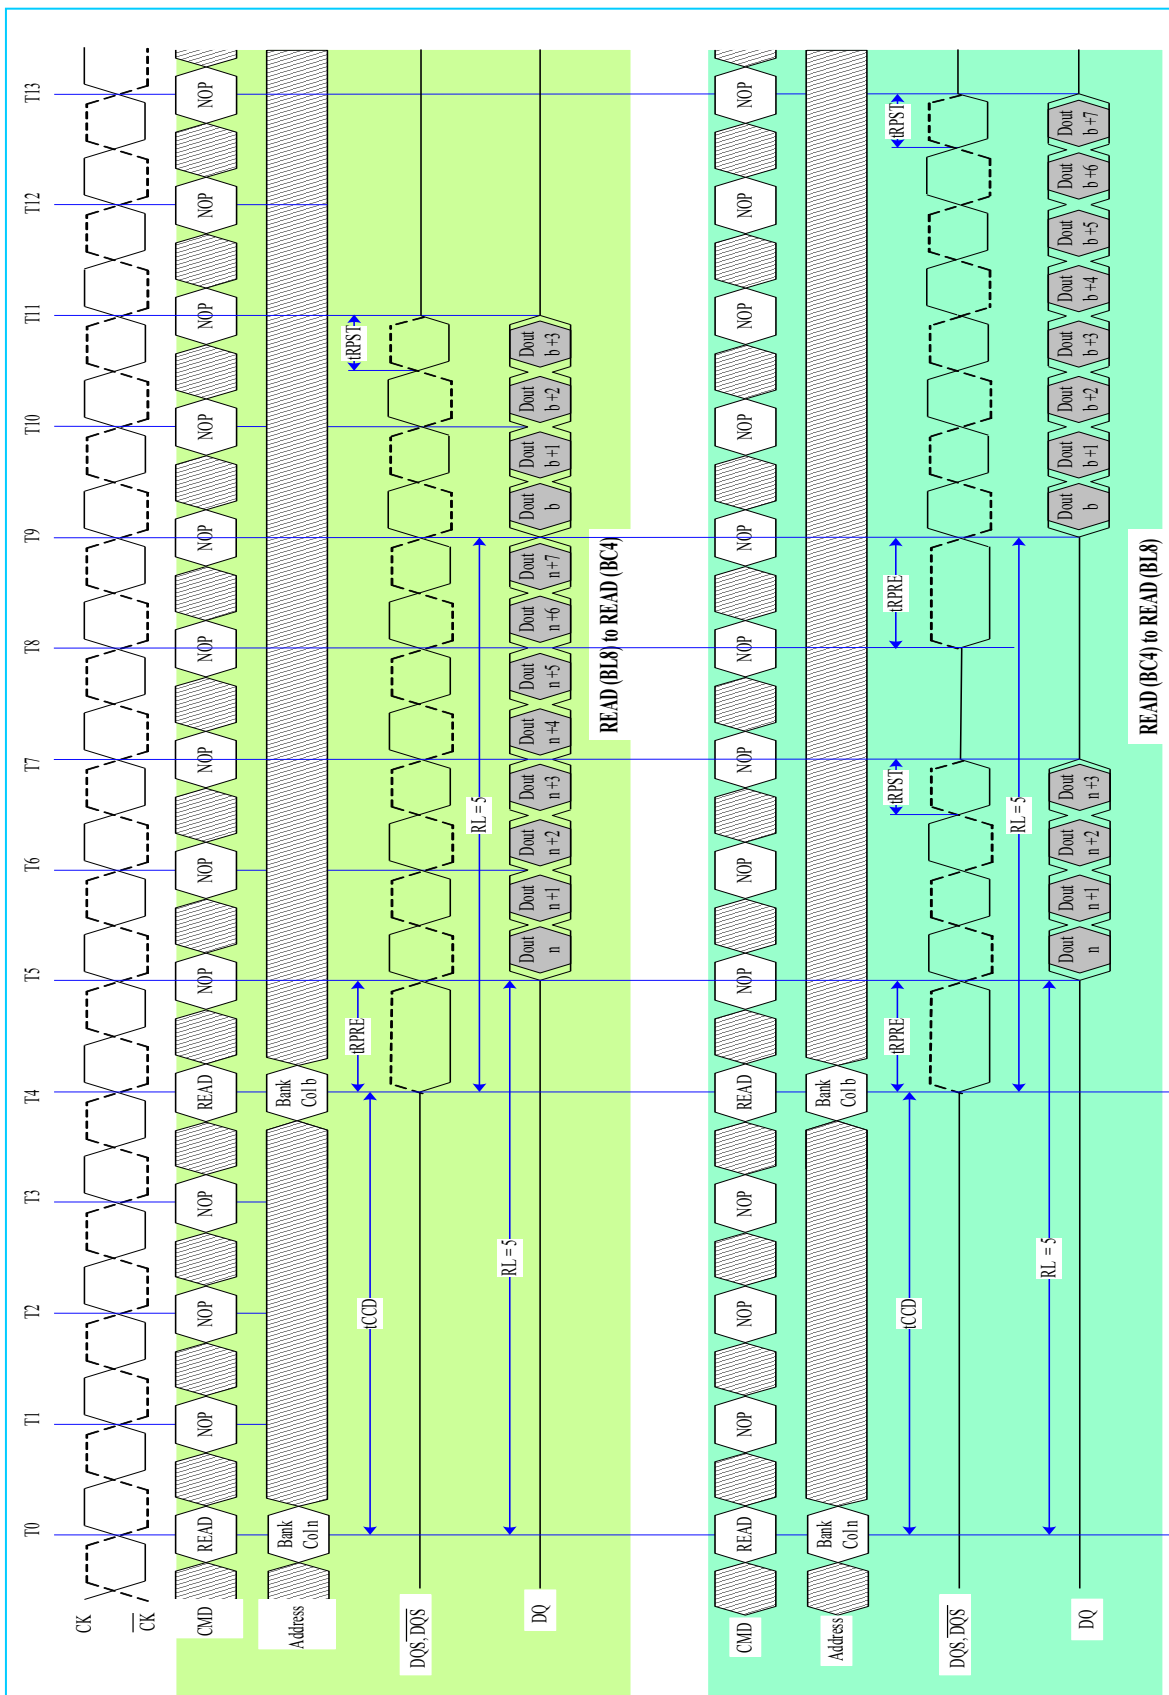 T0 T1 T2 T3 T4 T5 T6 T7 T8 T9 T10 T11 T12 T13
CK
CK
CMD READ NOP NOP NOP READ NOP NOP NOP NOP NOP NOP NOP NOP NOP
Address Bank Col n Bank Col b
tCCD tRPRE tRPST
DQS, DQS
RL = 5
RL = 5
DQ Dout n Dout n+1 Dout n+2 Dout n+3 Dout n+4 Dout n+5 Dout n+6 Dout n+7 Dout b Dout b+1 Dout b+2 Dout b+3
READ (BL8) to READ (BC4)
CMD READ NOP NOP NOP READ NOP NOP NOP NOP NOP NOP NOP NOP NOP
Address Bank Col n Bank Col b
tCCD tRPRE tRPST tRPRE tRPST
DQS, DQS
RL = 5
RL = 5
DQ Dout n Dout n+1 Dout n+2 Dout n+3 Dout b Dout b+1 Dout b+2 Dout b+3 Dout b+4 Dout b+5 Dout b+6 Dout b+7
READ (BC4) to READ (BL8)